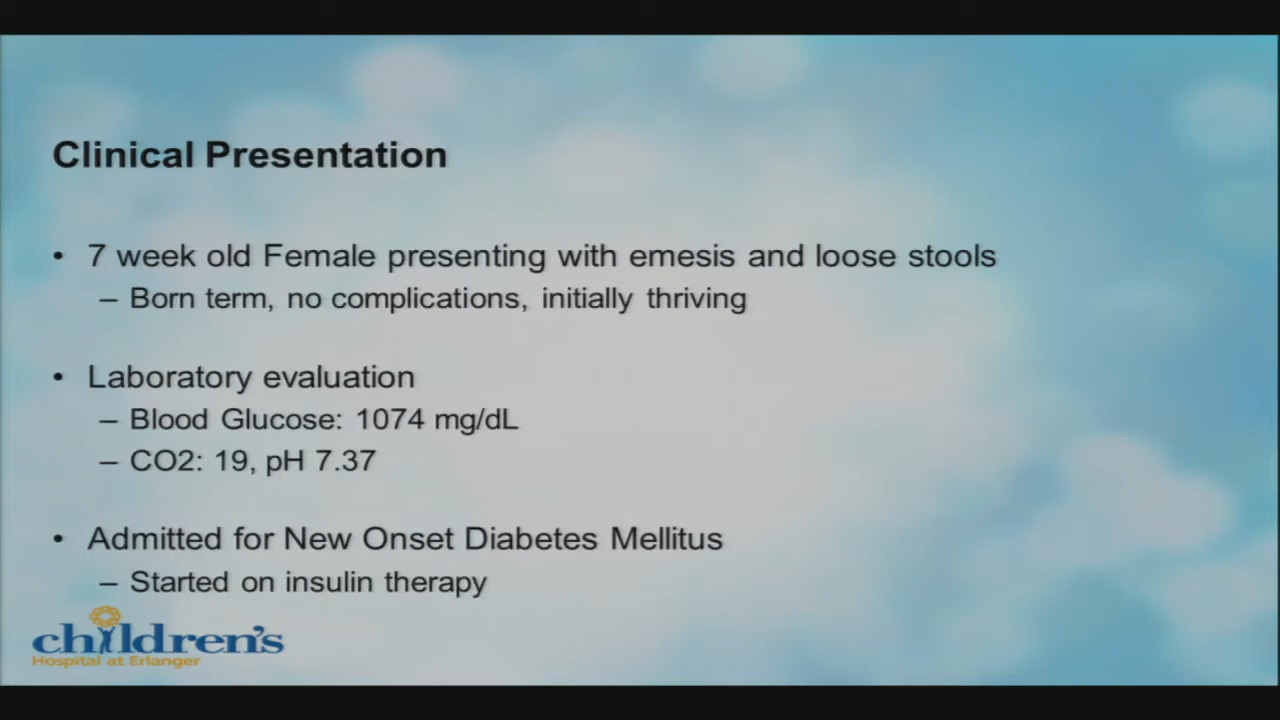 Clinical Presentation
• 7 week old Female presenting with emesis and loose stools
– Born term, no complications, initially thriving
• Laboratory evaluation
– Blood Glucose: 1074 mg/dL
– CO2: 19, pH 7.37
• Admitted for New Onset Diabetes Mellitus
– Started on insulin therapy
children's
Hospital at Erlanger